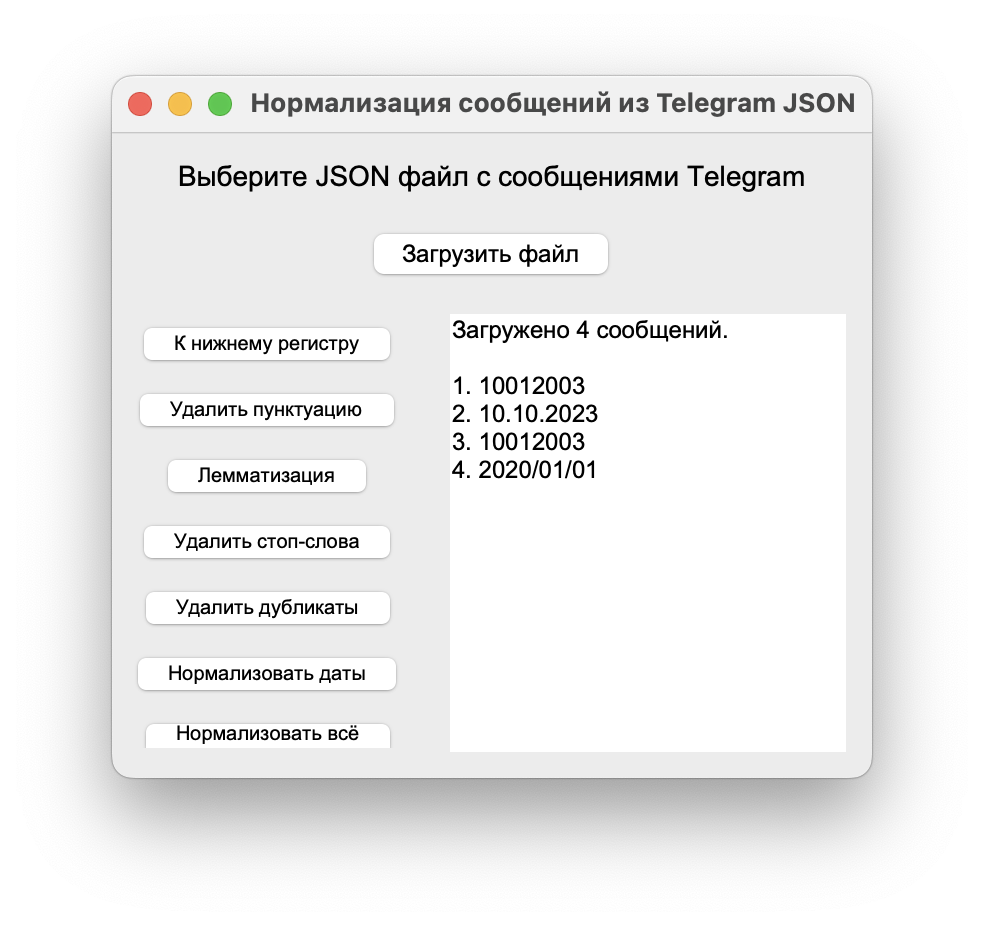 Нормализация сообщений из Telegram JSON
Выберите JSON файл с сообщениями Telegram
Загрузить файл
К нижнему регистру
Удалить пунктуацию
Лемматизация
Удалить стоп-слова
Удалить дубликаты
Нормализовать даты
Нормализовать всё
Загружено 4 сообщений.
1. 10012003
2. 10.10.2023
3. 10012003
4. 2020/01/01